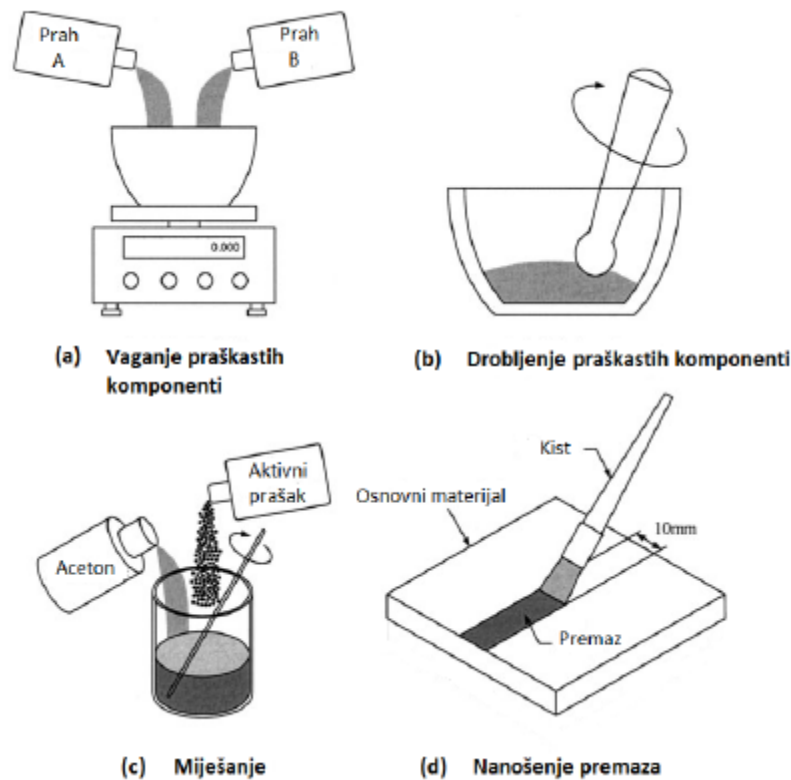 Prah
A
Prah
B
0.000
(a) Vaganje praškastih
komponenti
(b) Drobljenje praškastih komponenti
Aktivni
prašak
Aceton
Kist
Osnovni materijal
10mm
Premaz
(c) Miješanje
(d) Nanošenje premaza